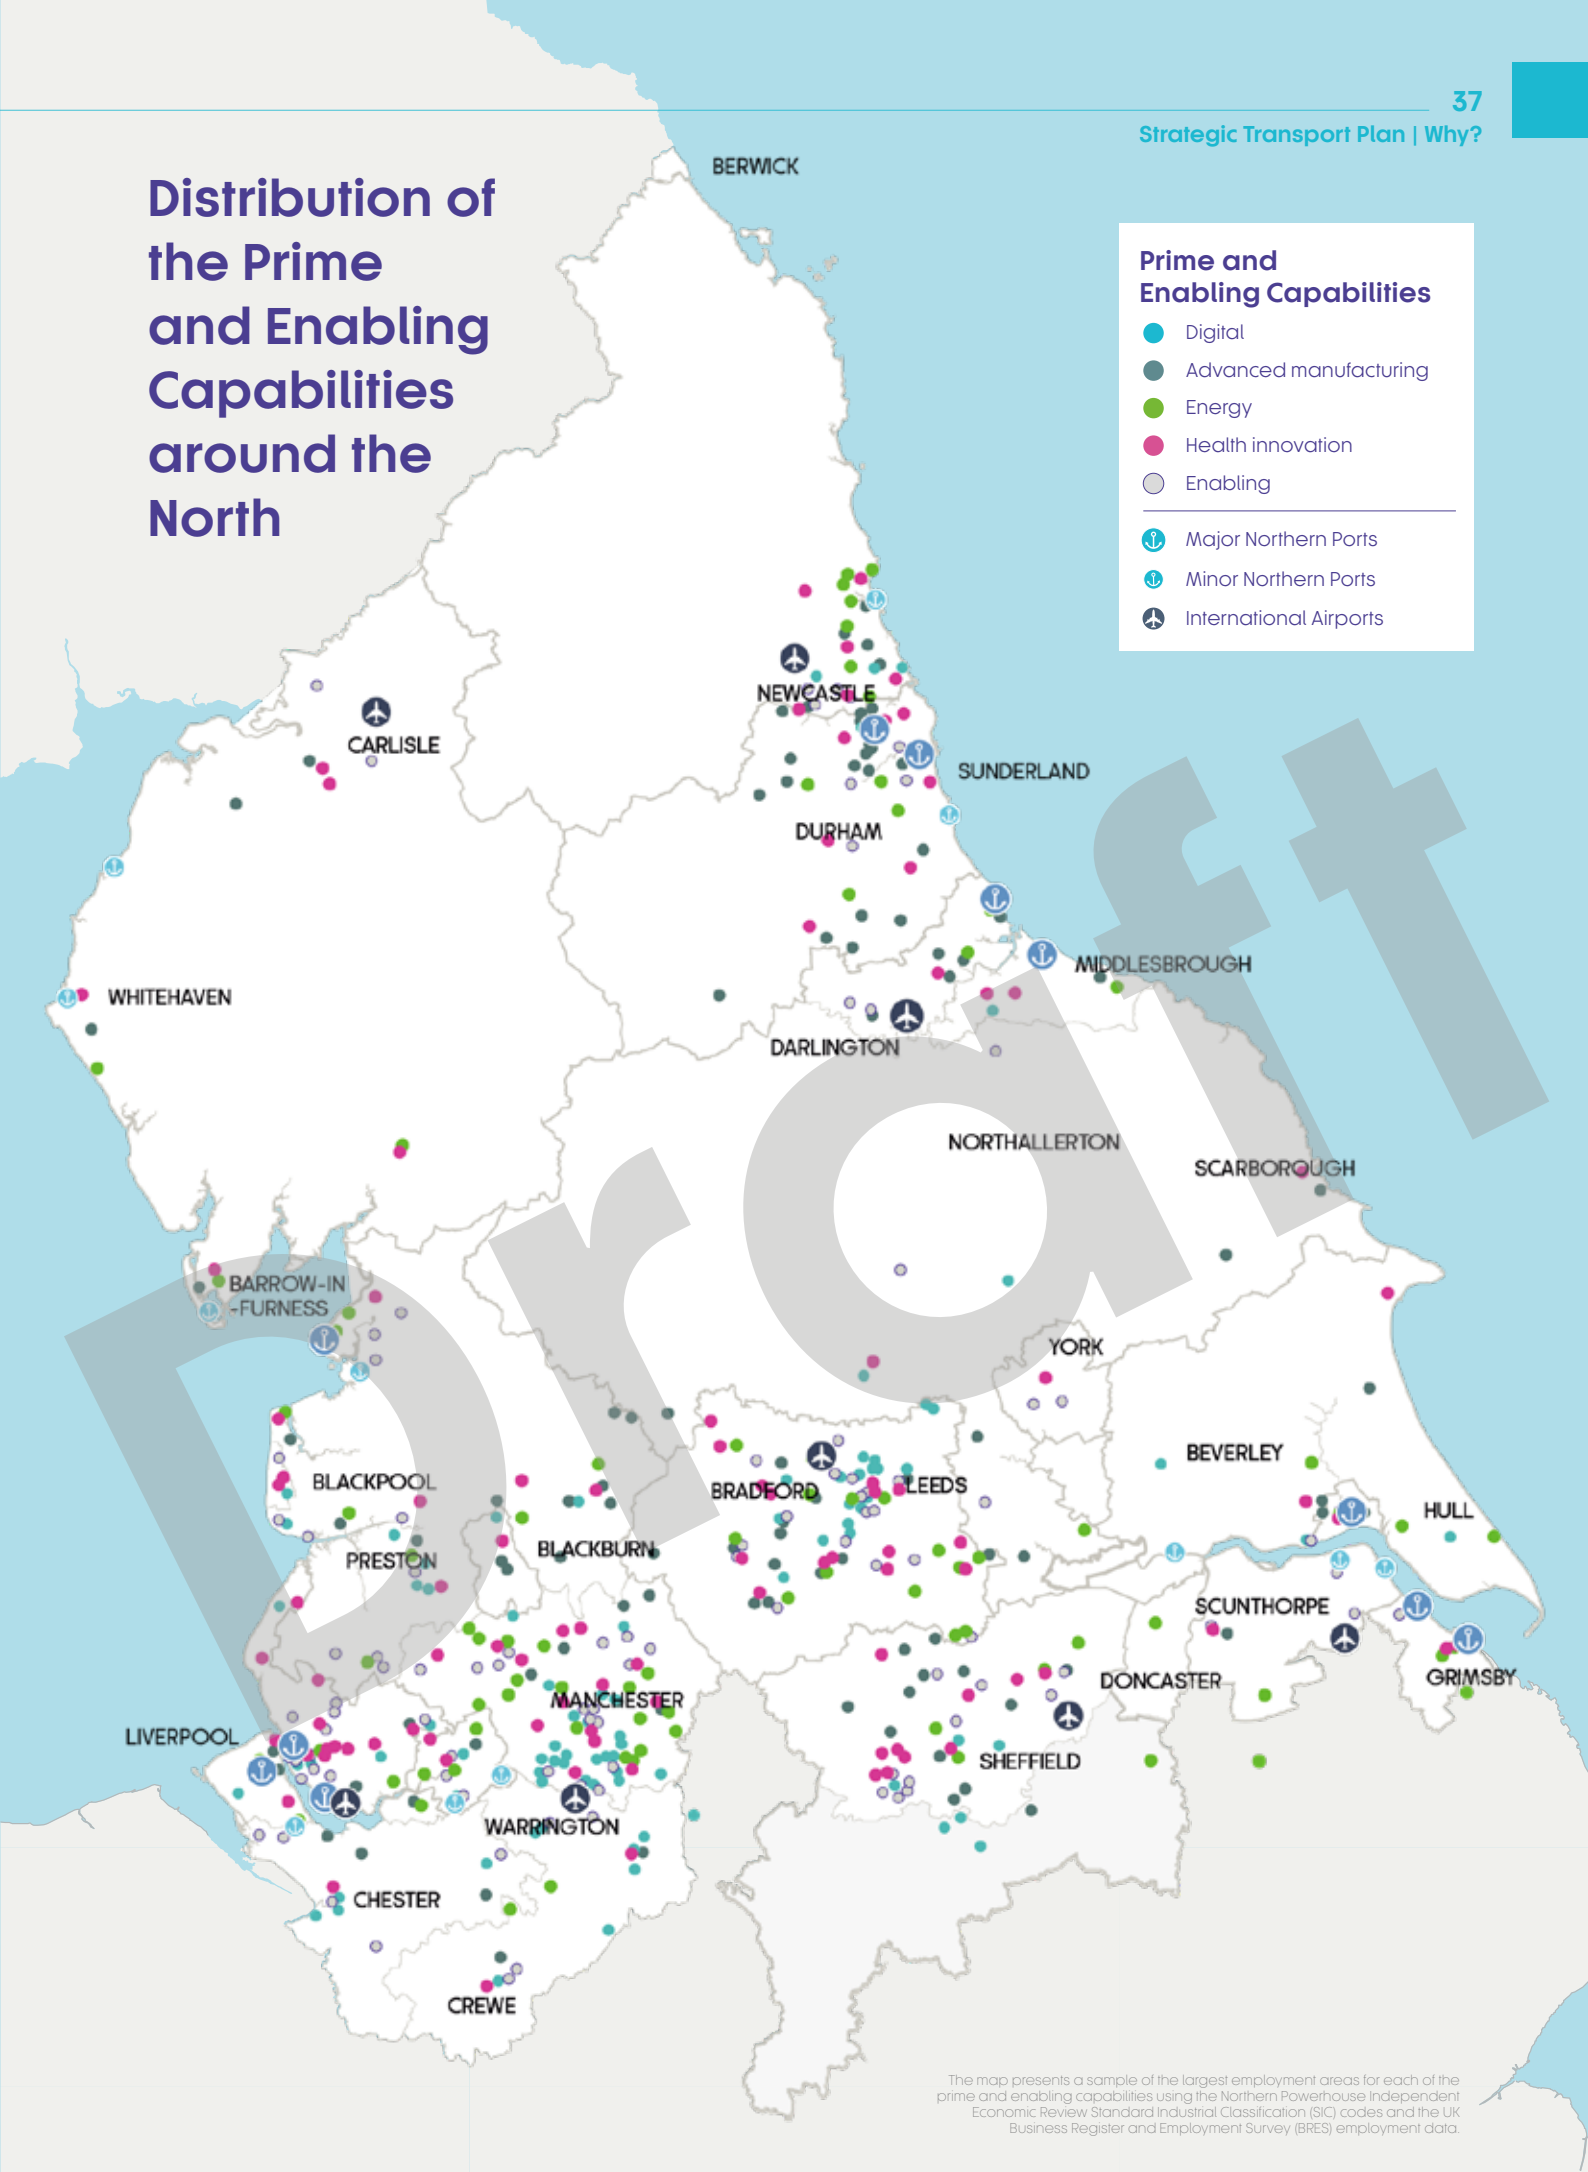 37
Strategic Transport Plan | Why?
Distribution of
the Prime
and Enabling
Capabilities
around the
North
Prime and
Enabling Capabilities
Digital
Advanced manufacturing
Energy
Health innovation
Enabling
Major Northern Ports
Minor Northern Ports
International Airports
BERWICK
NEWCASTLE
CARLISLE
SUNDERLAND
DURHAM
MIDDLESBROUGH
WHITEHAVEN
DARLINGTON
NORTHALLERTON
SCARBOROUGH
BARROW-IN
-FURNESS
YORK
BEVERLEY
BLACKPOOL
BRADFORD
LEEDS
HULL
BLACKBURN
PRESTON
SCUNTHORPE
GRIMSBY
DONCASTER
MANCHESTER
LIVERPOOL
SHEFFIELD
WARRINGTON
CHESTER
CREWE
Draft
The map presents a sample of the largest employment areas for each of the
prime and enabling capabilities using the Northern Powerhouse Independent
Economic Review Standard Industrial Classification (SIC) codes and the UK
Business Register and Employment Survey (BRES) employment data.